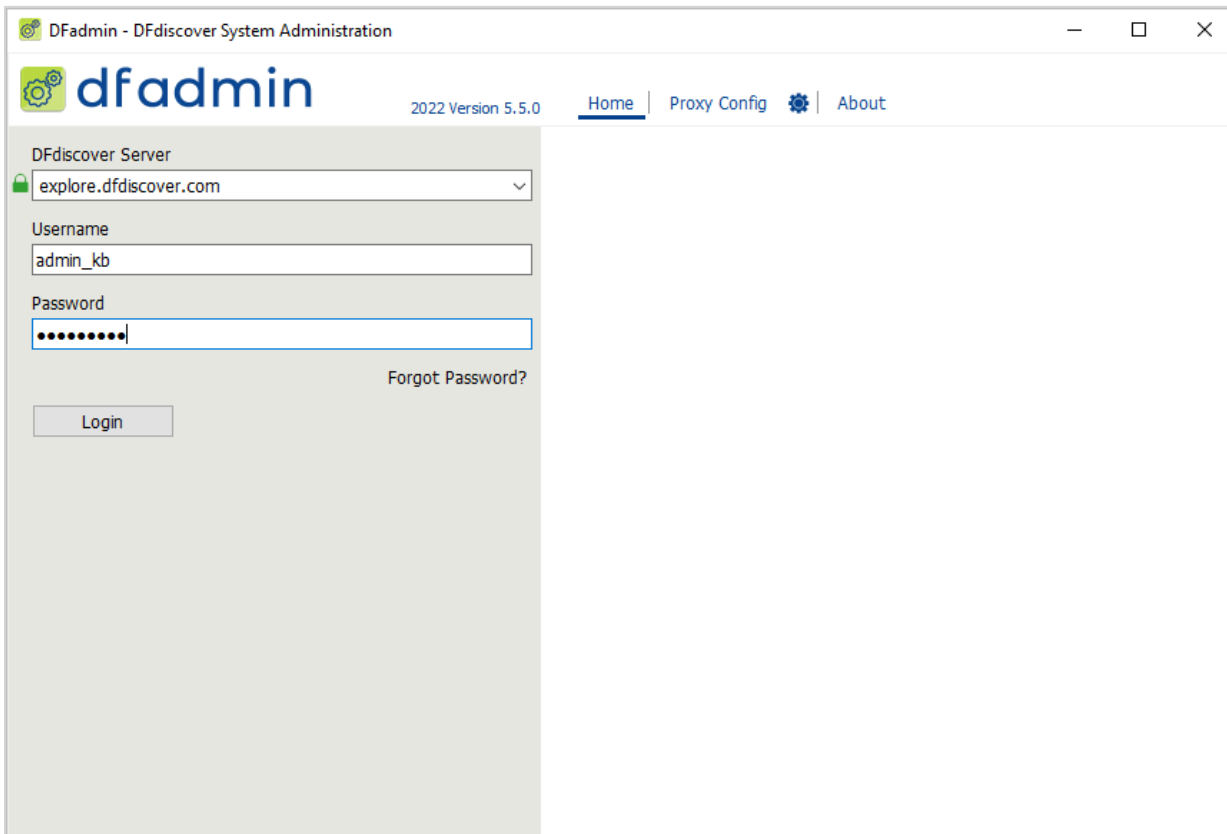 DFadmin - DFdiscover System Administration
dfadmin
2022 Version 5.5.0
Home
Proxy Config
About
DFdiscover Server
explore.dfdiscover.com
Username
admin_kb
Password
•••••••••
Forgot Password?
Login